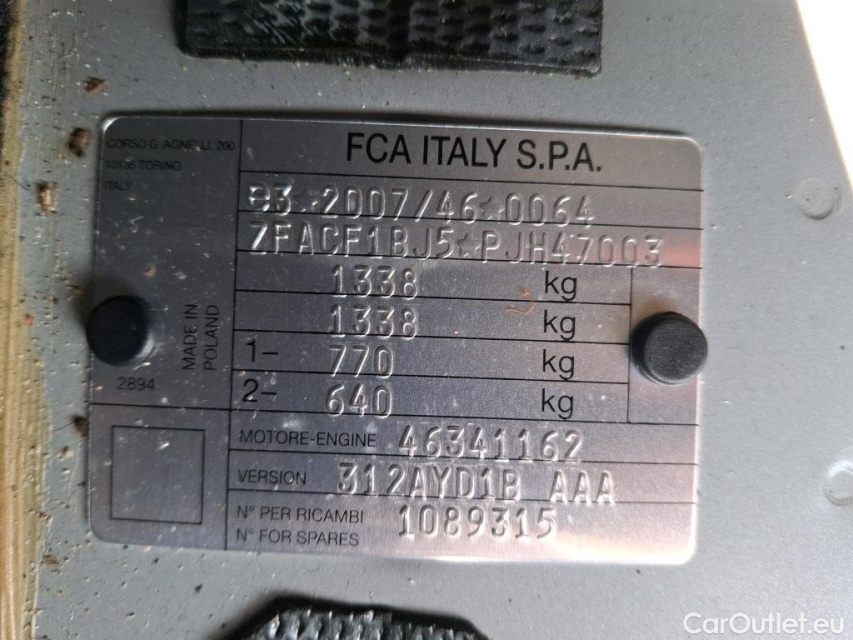 CORSO G. AGNELLI, 200
10135 TORINO
ITALY
FCA ITALY S.P.A.
e3*2007/46*0064
ZFACF1BJ5*PJH47003
1338 kg
1338 kg
1- 770 kg
2- 640 kg
MADE IN
POLAND
2894
MOTORE-ENGINE 46341162
VERSION 312AYD1B AAA
N° PER RICAMBI
N° FOR SPARES 1089315
CarOutlet.eu